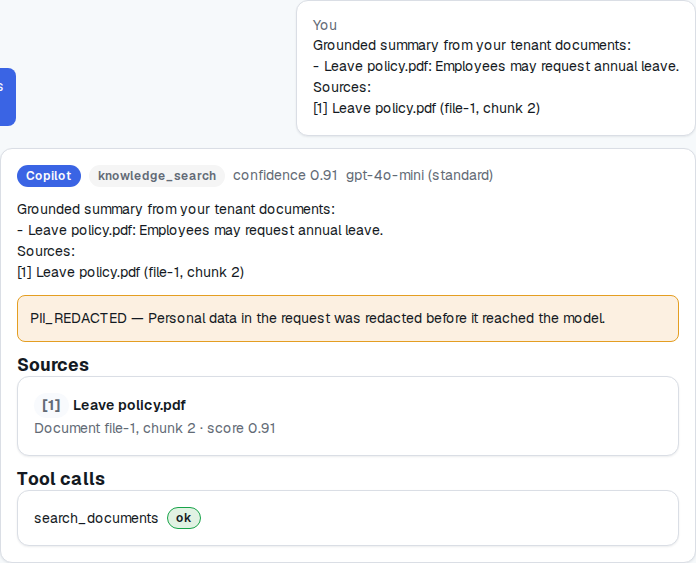 You
Grounded summary from your tenant documents:
- Leave policy.pdf: Employees may request annual leave.
Sources:
[1] Leave policy.pdf (file-1, chunk 2)
Copilot knowledge_search confidence 0.91 gpt-4o-mini (standard)
Grounded summary from your tenant documents:
- Leave policy.pdf: Employees may request annual leave.
Sources:
[1] Leave policy.pdf (file-1, chunk 2)
PII_REDACTED — Personal data in the request was redacted before it reached the model.
Sources
[1] Leave policy.pdf
Document file-1, chunk 2 · score 0.91
Tool calls
search_documents ok